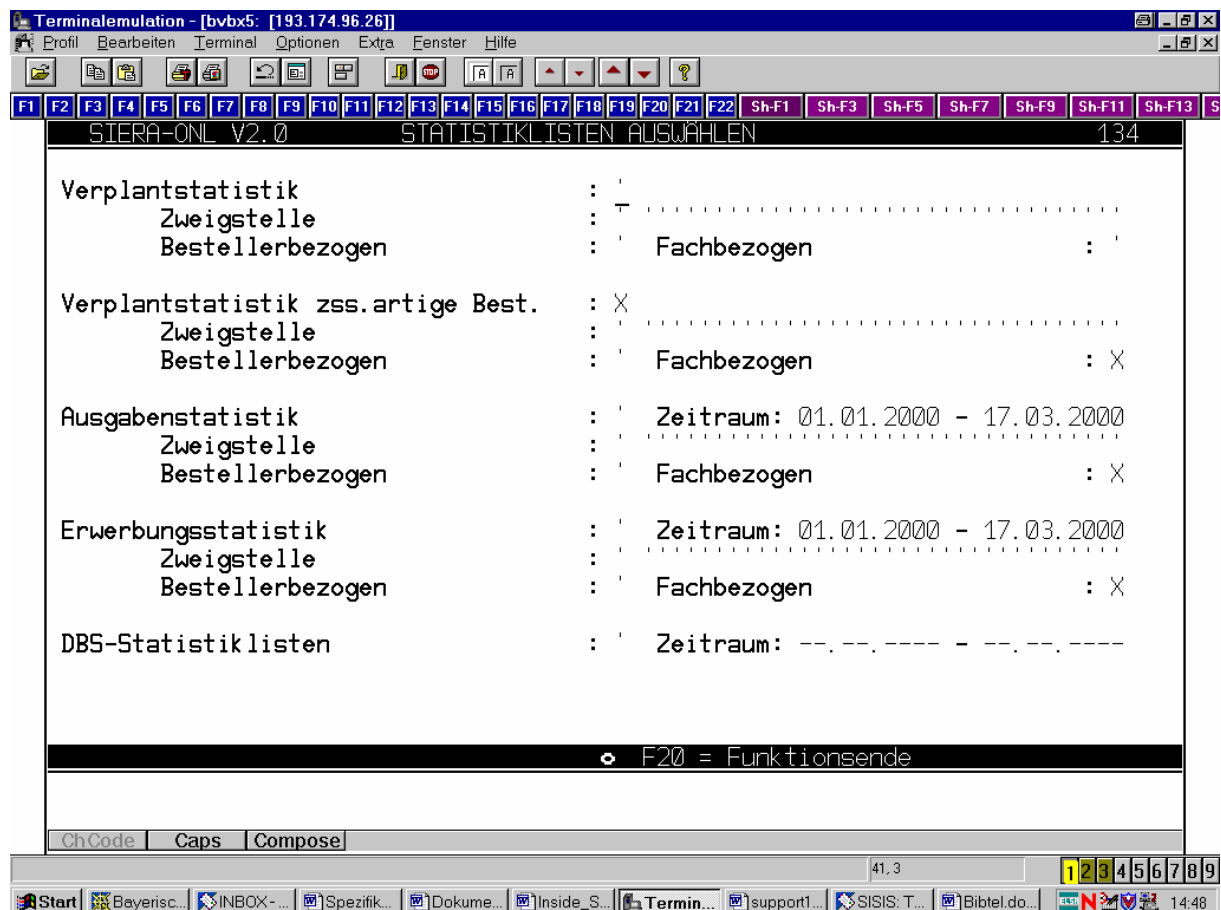 Terminalemulation - [bvbx5: [193.174.96.26]]
Profil Bearbeiten Terminal Optionen Extra Fenster Hilfe
STOP A A ?
F1 F2 F3 F4 F5 F6 F7 F8 F9 F10 F11 F12 F13 F14 F15 F16 F17 F18 F19 F20 F21 F22 Sh-F1 Sh-F3 Sh-F5 Sh-F7 Sh-F9 Sh-F11 Sh-F13 S
SIERA-ONL V2.0 STATISTIKLISTEN AUSWÄHLEN 134
Verplantstatistik : '
Zweigstelle : ' ' ' ' ' ' ' ' ' ' ' ' ' ' ' ' ' ' ' ' ' ' ' ' ' ' ' ' ' ' ' ' ' '
Bestellerbezogen : ' Fachbezogen : '
Verplantstatistik zss.artige Best. : X
Zweigstelle : ' ' ' ' ' ' ' ' ' ' ' ' ' ' ' ' ' ' ' ' ' ' ' ' ' ' ' ' ' ' ' ' ' '
Bestellerbezogen : ' Fachbezogen : X
Ausgabenstatistik : ' Zeitraum: 01.01.2000 - 17.03.2000
Zweigstelle : ' ' ' ' ' ' ' ' ' ' ' ' ' ' ' ' ' ' ' ' ' ' ' ' ' ' ' ' ' ' ' ' ' '
Bestellerbezogen : ' Fachbezogen : X
Erwerbungsstatistik : ' Zeitraum: 01.01.2000 - 17.03.2000
Zweigstelle : ' ' ' ' ' ' ' ' ' ' ' ' ' ' ' ' ' ' ' ' ' ' ' ' ' ' ' ' ' ' ' ' ' '
Bestellerbezogen : ' Fachbezogen : X
DBS-Statistiklisten : ' Zeitraum: --.--.---- - --.--.----
F20 = Funktionsende
ChCode Caps Compose
41, 3 1 2 3 4 5 6 7 8 9
Start Bayerisc... INBOX - ... Spezifik... Dokume... Inside_S... Termin... support1... SISIS: T... Bibtel.do... N 14:48